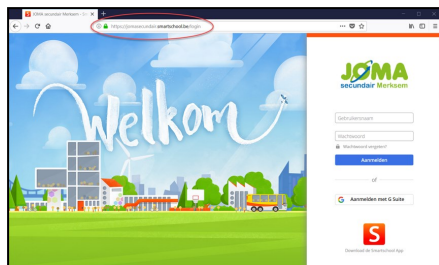 JOMA secundair Merksem -
https://jomasecundair.smartschool.be/login
Welkom
JOMA
secundair Merksem
Gebruikersnaam
Wachtwoord
Wachtwoord vergeten?
Aanmelden
of
G Aanmelden met G Suite
S
Download de Smartschool App